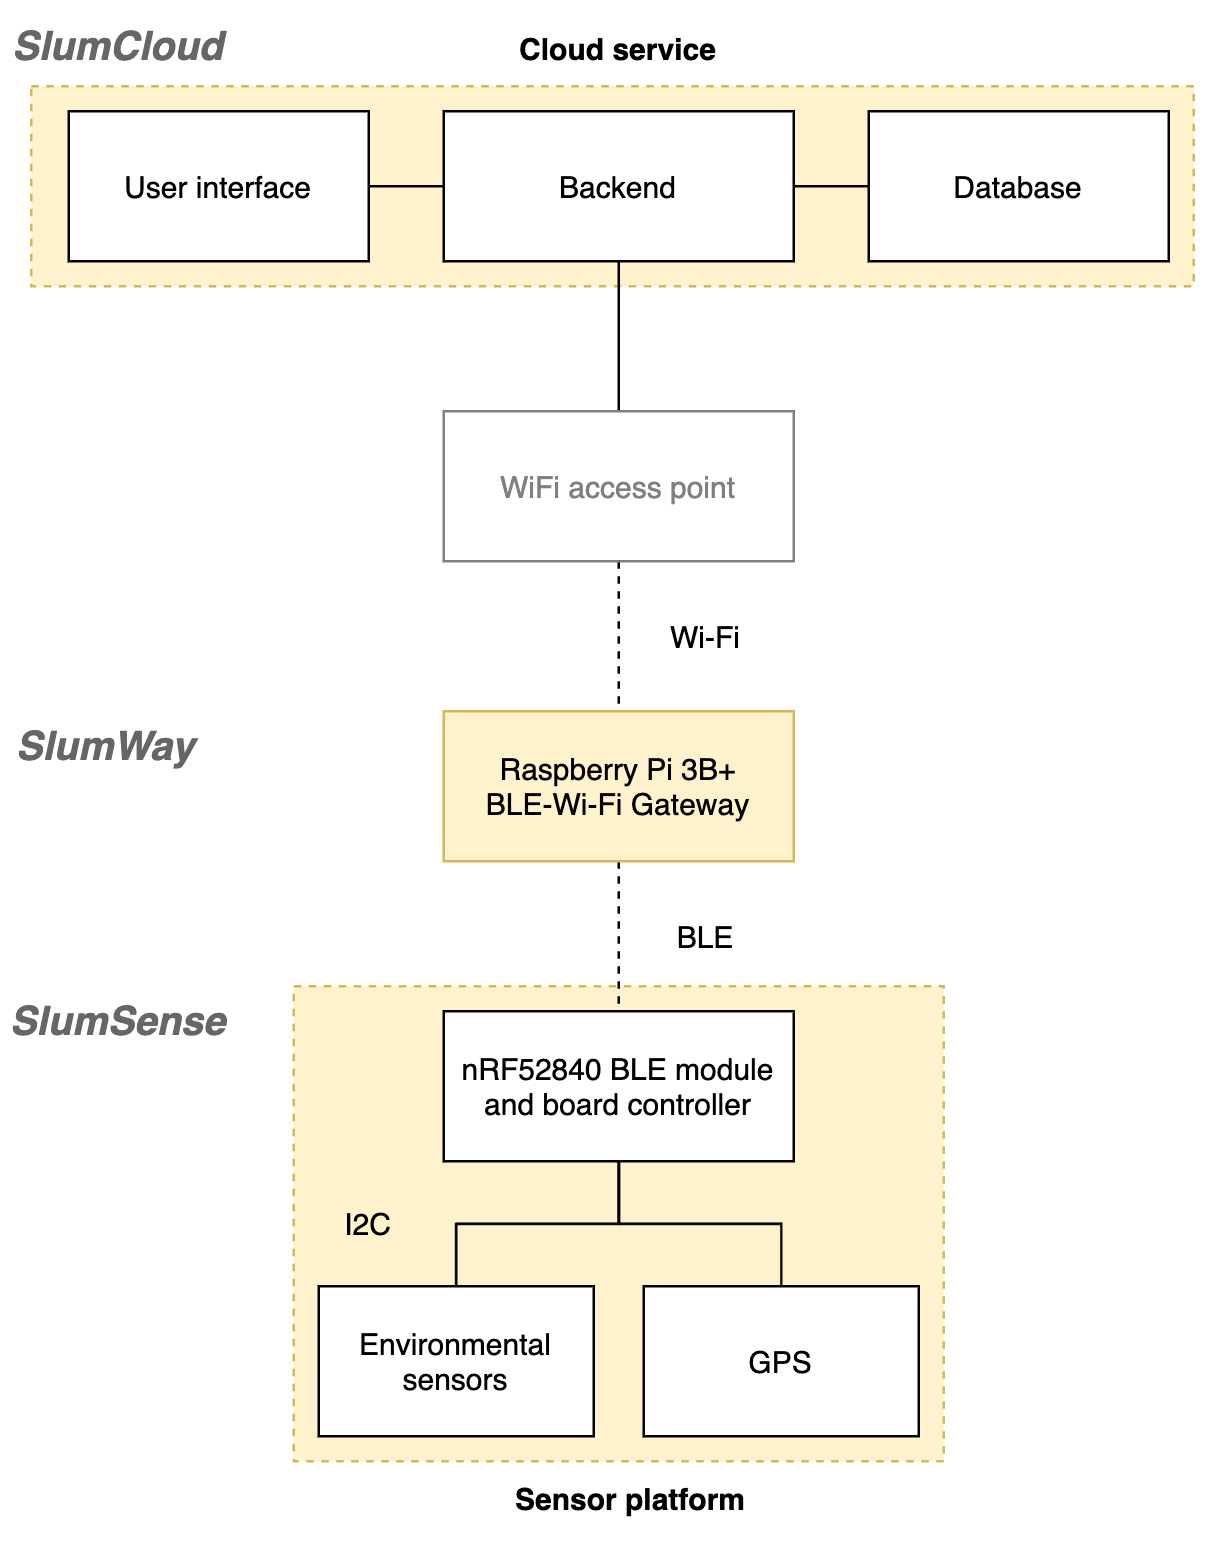 SlumCloud
Cloud service
User interface
Backend
Database
WiFi access point
Wi-Fi
SlumWay
Raspberry Pi 3B+
BLE-Wi-Fi Gateway
BLE
SlumSense
nRF52840 BLE module
and board controller
I2C
Environmental
sensors
GPS
Sensor platform